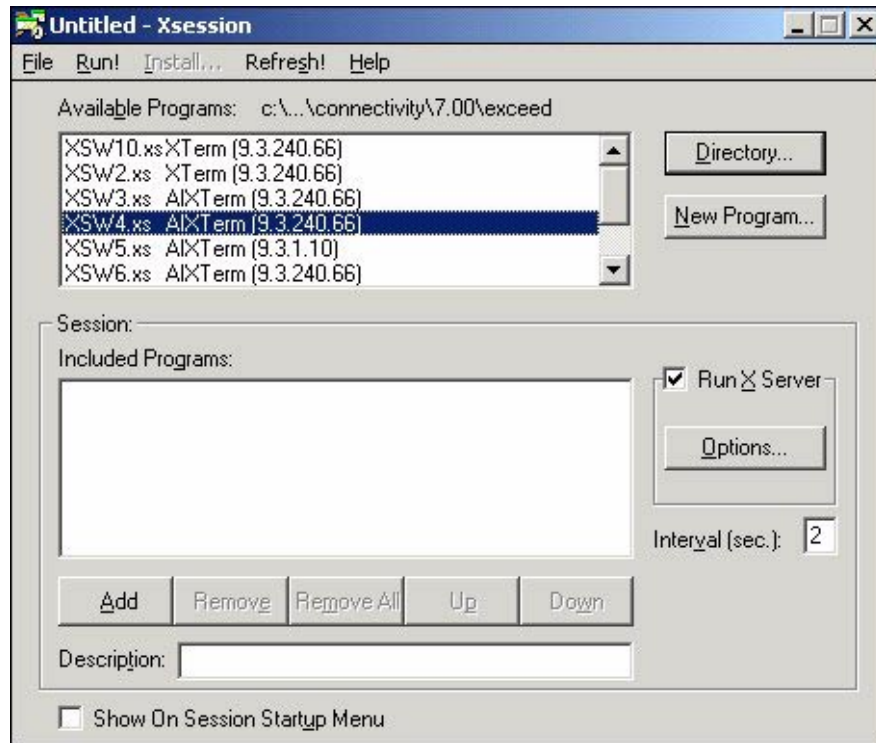 Untitled - Xsession
File Run! Install... Refresh! Help
Available Programs: c:\...\connectivity\7.00\exceed
XSW10.xsXTerm (9.3.240.66)
XSW2.xs XTerm (9.3.240.66)
XSW3.xs AIXTerm (9.3.240.66)
XSW4.xs AIXTerm (9.3.240.66)
XSW5.xs AIXTerm (9.3.1.10)
XSW6.xs AIXTerm (9.3.240.66)
Directory...
New Program...
Session:
Included Programs:
Run X Server
Options...
Interval (sec.): 2
Add Remove Remove All Up Down
Description:
Show On Session Startup Menu